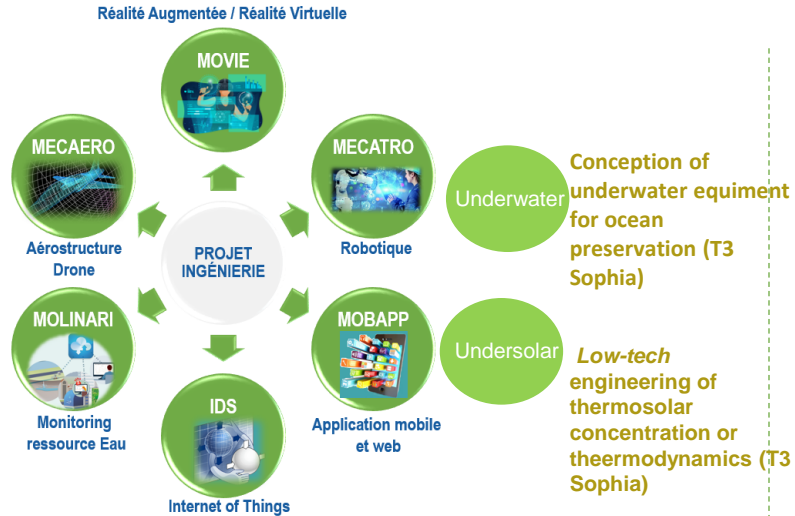 Réalité Augmentée / Réalité Virtuelle
MOVIE
MECAERO
MECATRO
Aérostructure
Drone
PROJET
INGÉNIERIE
Robotique
Underwater
Conception of
underwater equiment
for ocean
preservation (T3
Sophia)
MOLINARI
MOBAPP
Monitoring
ressource Eau
IDS
Application mobile
et web
Internet of Things
Undersolar
Low-tech
engineering of
thermosolar
concentration or
theermodynamics (T3
Sophia)